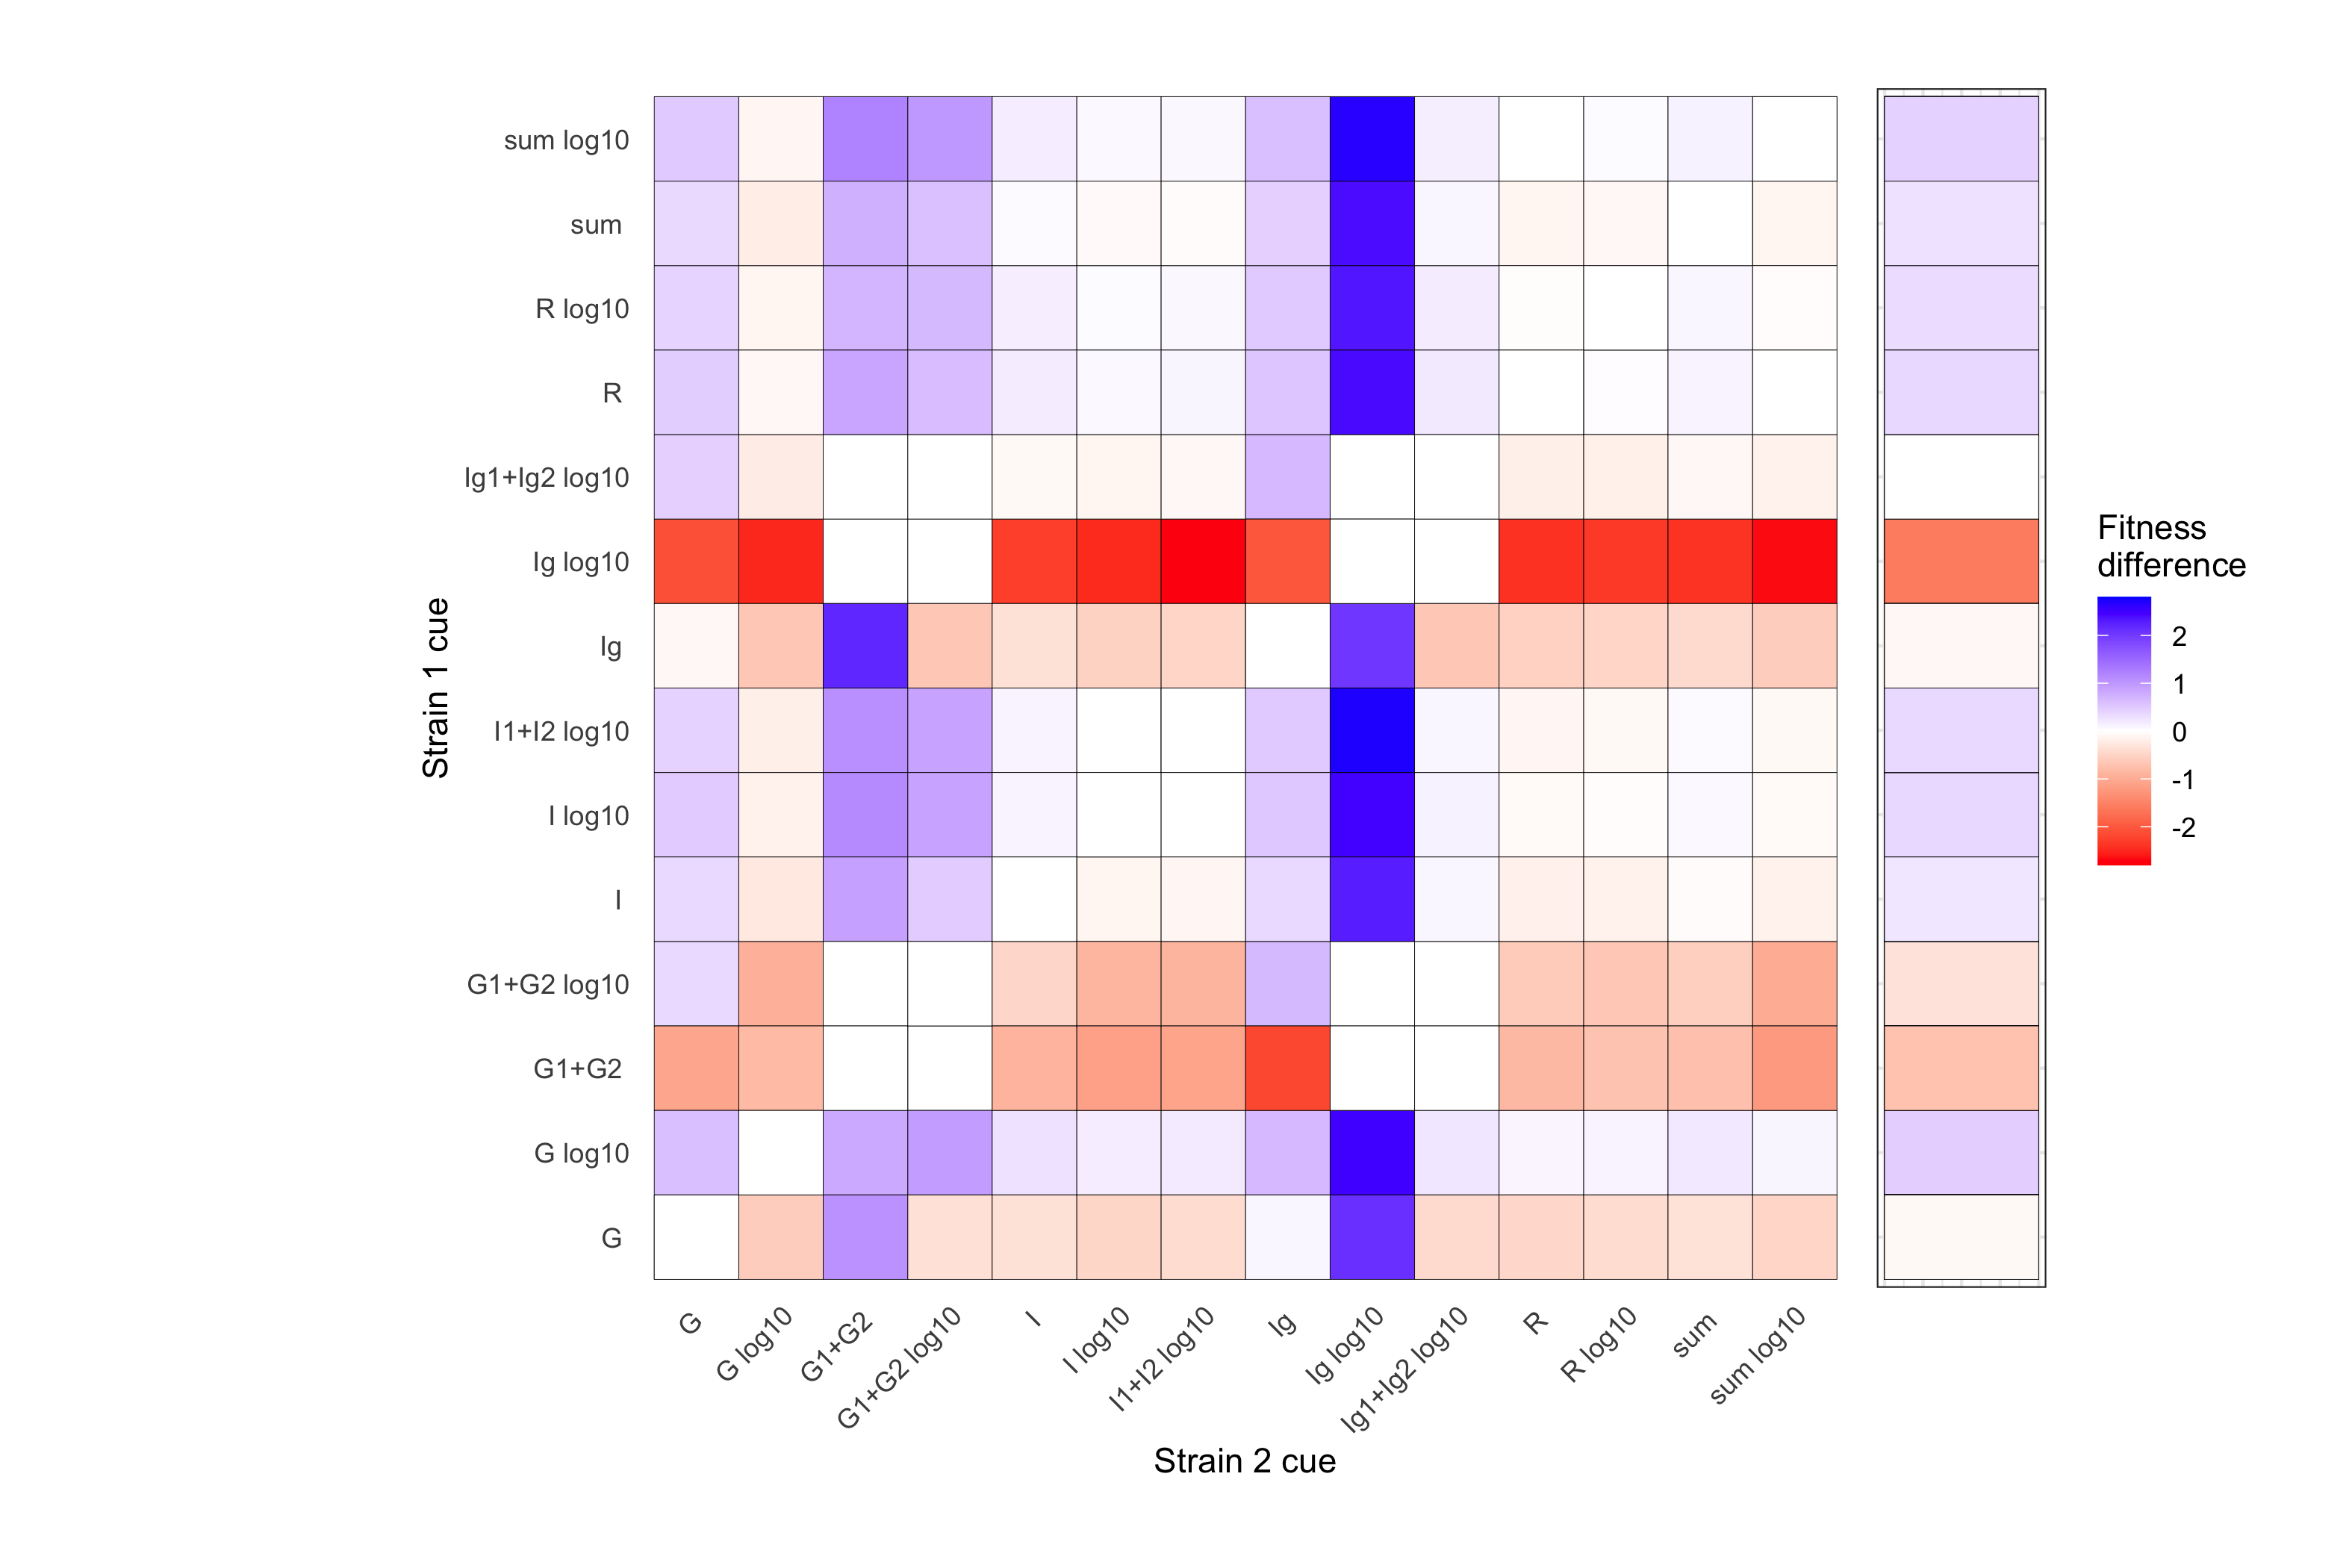 sum log10
sum
R log10
R
Ig1+Ig2 log10
Ig log10
Ig
I1+I2 log10
I log10
I
G1+G2 log10
G1+G2
G log10
G
Strain 1 cue
G
G log10
G1+G2
G1+G2 log10
I
I log10
I1+I2 log10
Ig
Ig log10
Ig1+Ig2 log10
R
R log10
sum
sum log10
Strain 2 cue
Fitness
difference
2
1
0
-1
-2